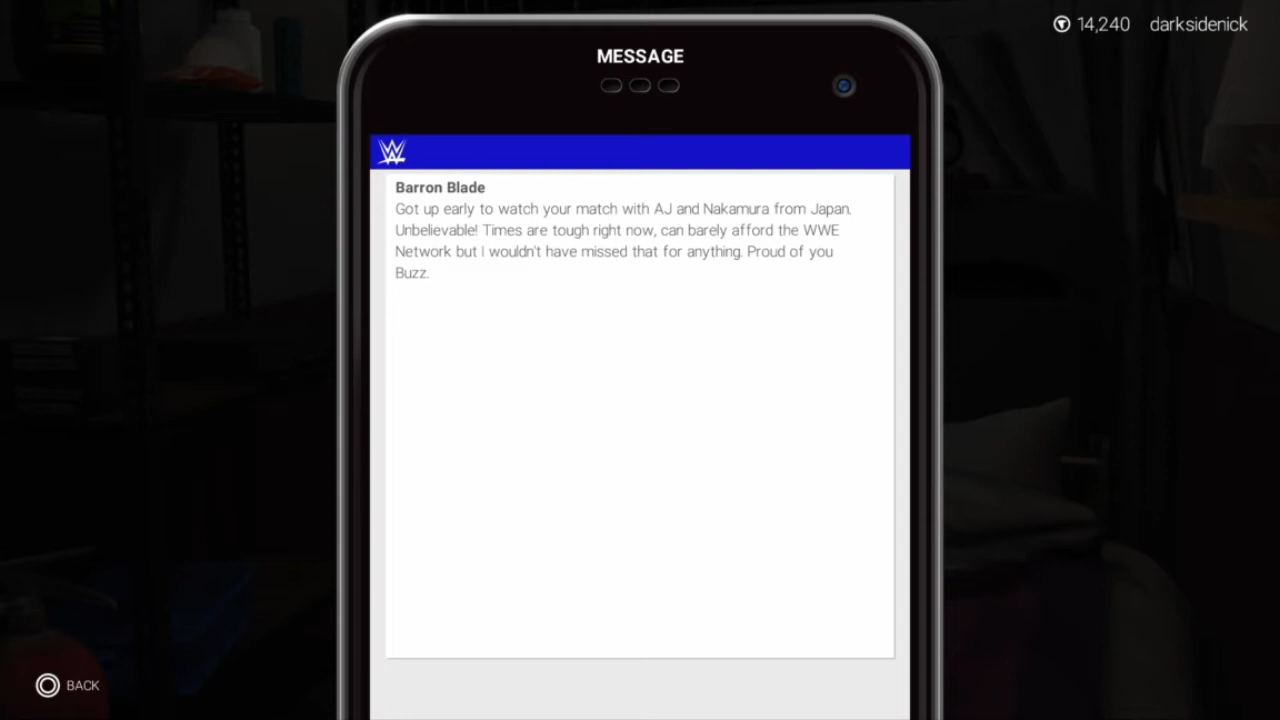 14,240 darksidenick
MESSAGE
Barron Blade
Got up early to watch your match with AJ and Nakamura from Japan.
Unbelievable! Times are tough right now, can barely afford the WWE
Network but I wouldn't have missed that for anything. Proud of you
Buzz.
BACK